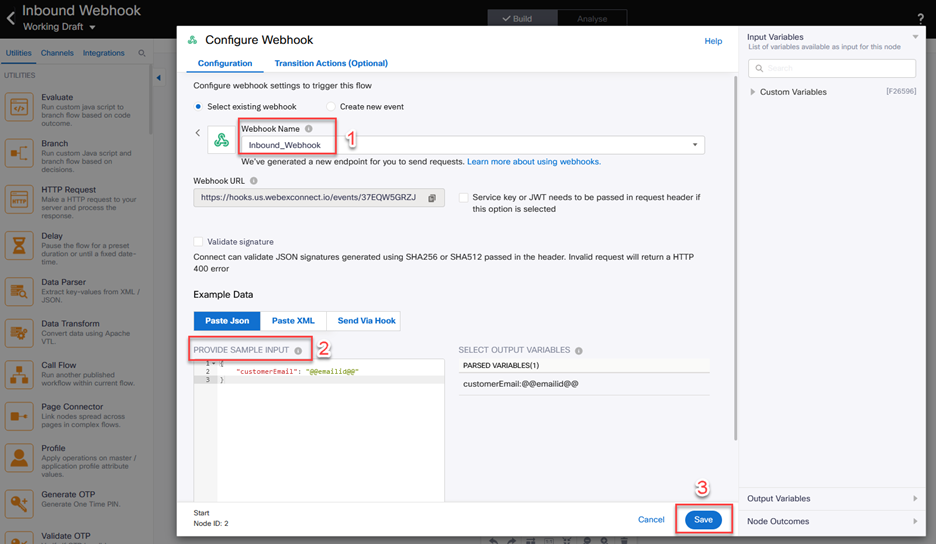 Inbound Webhook
Working Draft
Build
Analyse
?
Utilities
Channels
Integrations
UTILITIES
Evaluate
Run custom java script to
branch flow based on code
outcome.
Branch
Run custom Java script and
branch flow based on
decisions.
HTTP Request
Make a HTTP request to your
server and process the
response.
Delay
Pause the flow for a preset
duration or until a fixed date-
time.
Data Parser
Extract key-values from XML /
JSON.
Data Transform
Convert data using Apache
VTL.
Call Flow
Run another published
workflow within current flow.
Page Connector
Link nodes spread across
pages in complex flows.
Profile
Apply operations on master /
application profile attribute
values.
Generate OTP
Generate One Time PIN.
Validate OTP
Configure Webhook
Help
Configuration
Transition Actions (Optional)
Configure webhook settings to trigger this flow
Select existing webhook
Create new event
Webhook Name
1
Inbound_Webhook
We've generated a new endpoint for you to send requests. Learn more about using webhooks.
Webhook URL
https://hooks.us.webexconnect.io/events/37EQW5GRZJ
Service key or JWT needs to be passed in request header if
this option is selected
Validate signature
Connect can validate JSON signatures generated using SHA256 or SHA512 passed in the header. Invalid request will return a HTTP
400 error
Example Data
Paste Json
Paste XML
Send Via Hook
PROVIDE SAMPLE INPUT
2
1 {
2 "customerEmail": "@@emailid@@"
3 }
SELECT OUTPUT VARIABLES
PARSED VARIABLES(1)
customerEmail:@@emailid@@
Start
Node ID: 2
Cancel
3
Save
Input Variables
List of variables available as input for this node
Search
Custom Variables
[F26596]
Output Variables
Node Outcomes